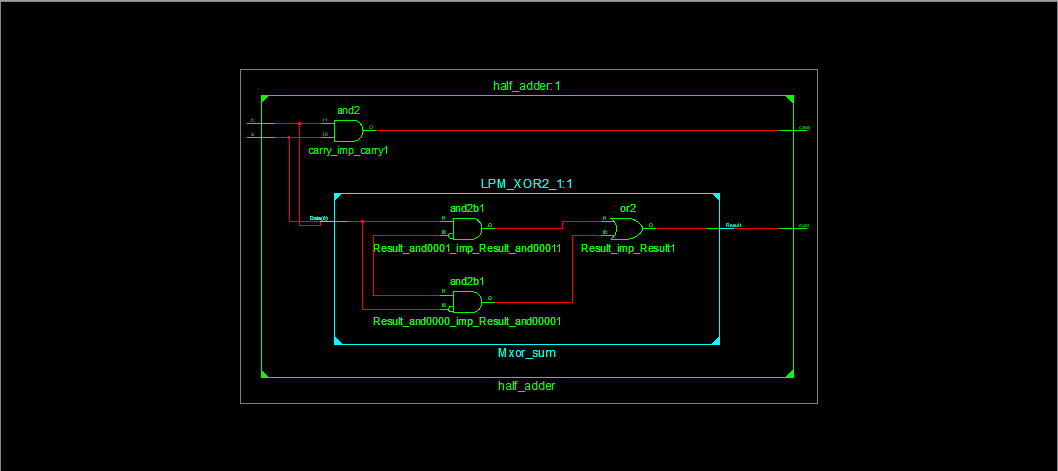 half_adder:1
and2
b
a
I1
I0
O
carry
carry_imp_carry1
LPM_XOR2_1:1
and2b1
or2
Data(0)
I1
I0
O
I1
I0
O
Result
sum
Result_and0001_imp_Result_and00011
Result_imp_Result1
and2b1
I1
I0
O
Result_and0000_imp_Result_and00001
Mxor_sum
half_adder